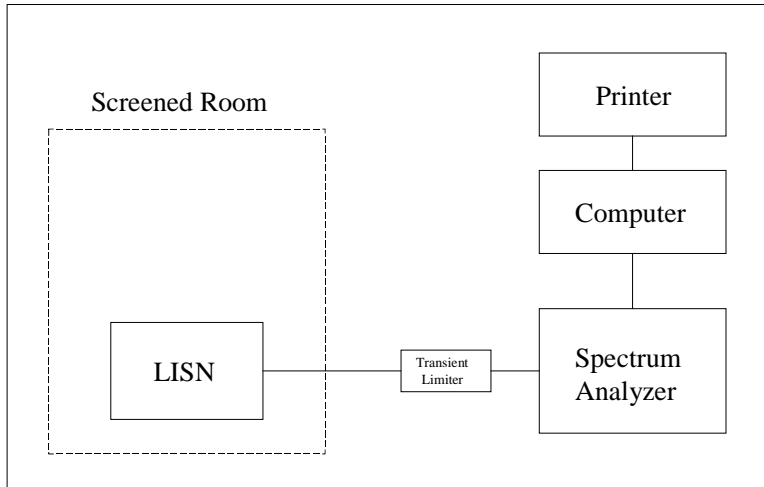 Screened Room
Printer
Computer
LISN
Transient
Limiter
Spectrum
Analyzer